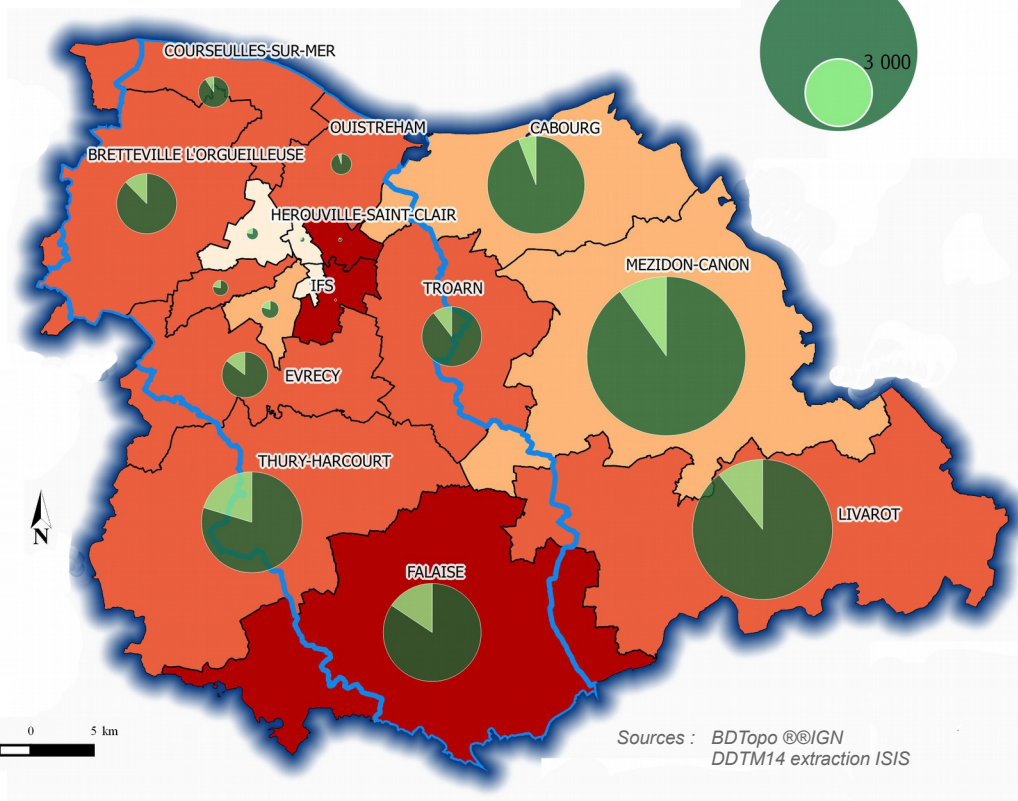 3 000
COURSEULLES-SUR-MER
OUISTREHAM
CABOURG
BRETTEVILLE L'ORGUEILLEUSE
HEROUVILLE-SAINT-CLAIR
MEZIDON-CANON
IFS
TROARN
EVRECY
THURY-HARCOURT
LIVAROT
N
FALAISE
0 5 km
Sources : BDTopo ®®IGN
DDTM14 extraction ISIS